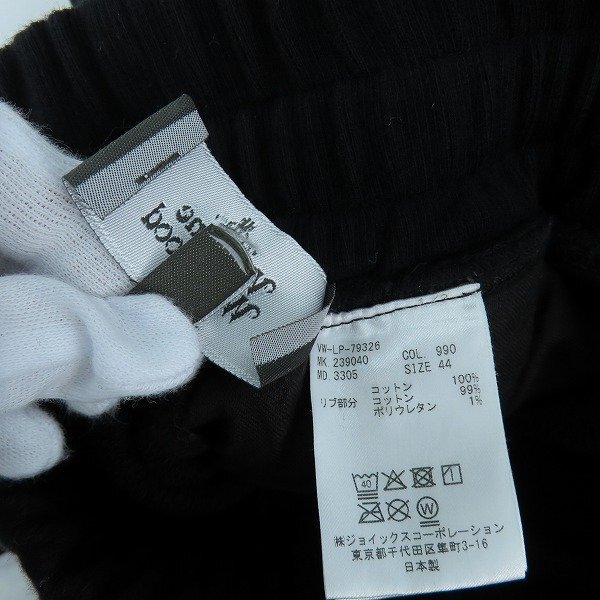 VW-LP-79326
MK. 239040 COL. 990
MD. 3305 SIZE 44
コットン 100%
リブ部分 コットン 99%
ポリウレタン 1%
40
W
㈱ジョイックスコーポレーション
東京都千代田区隼町3-16
日本製